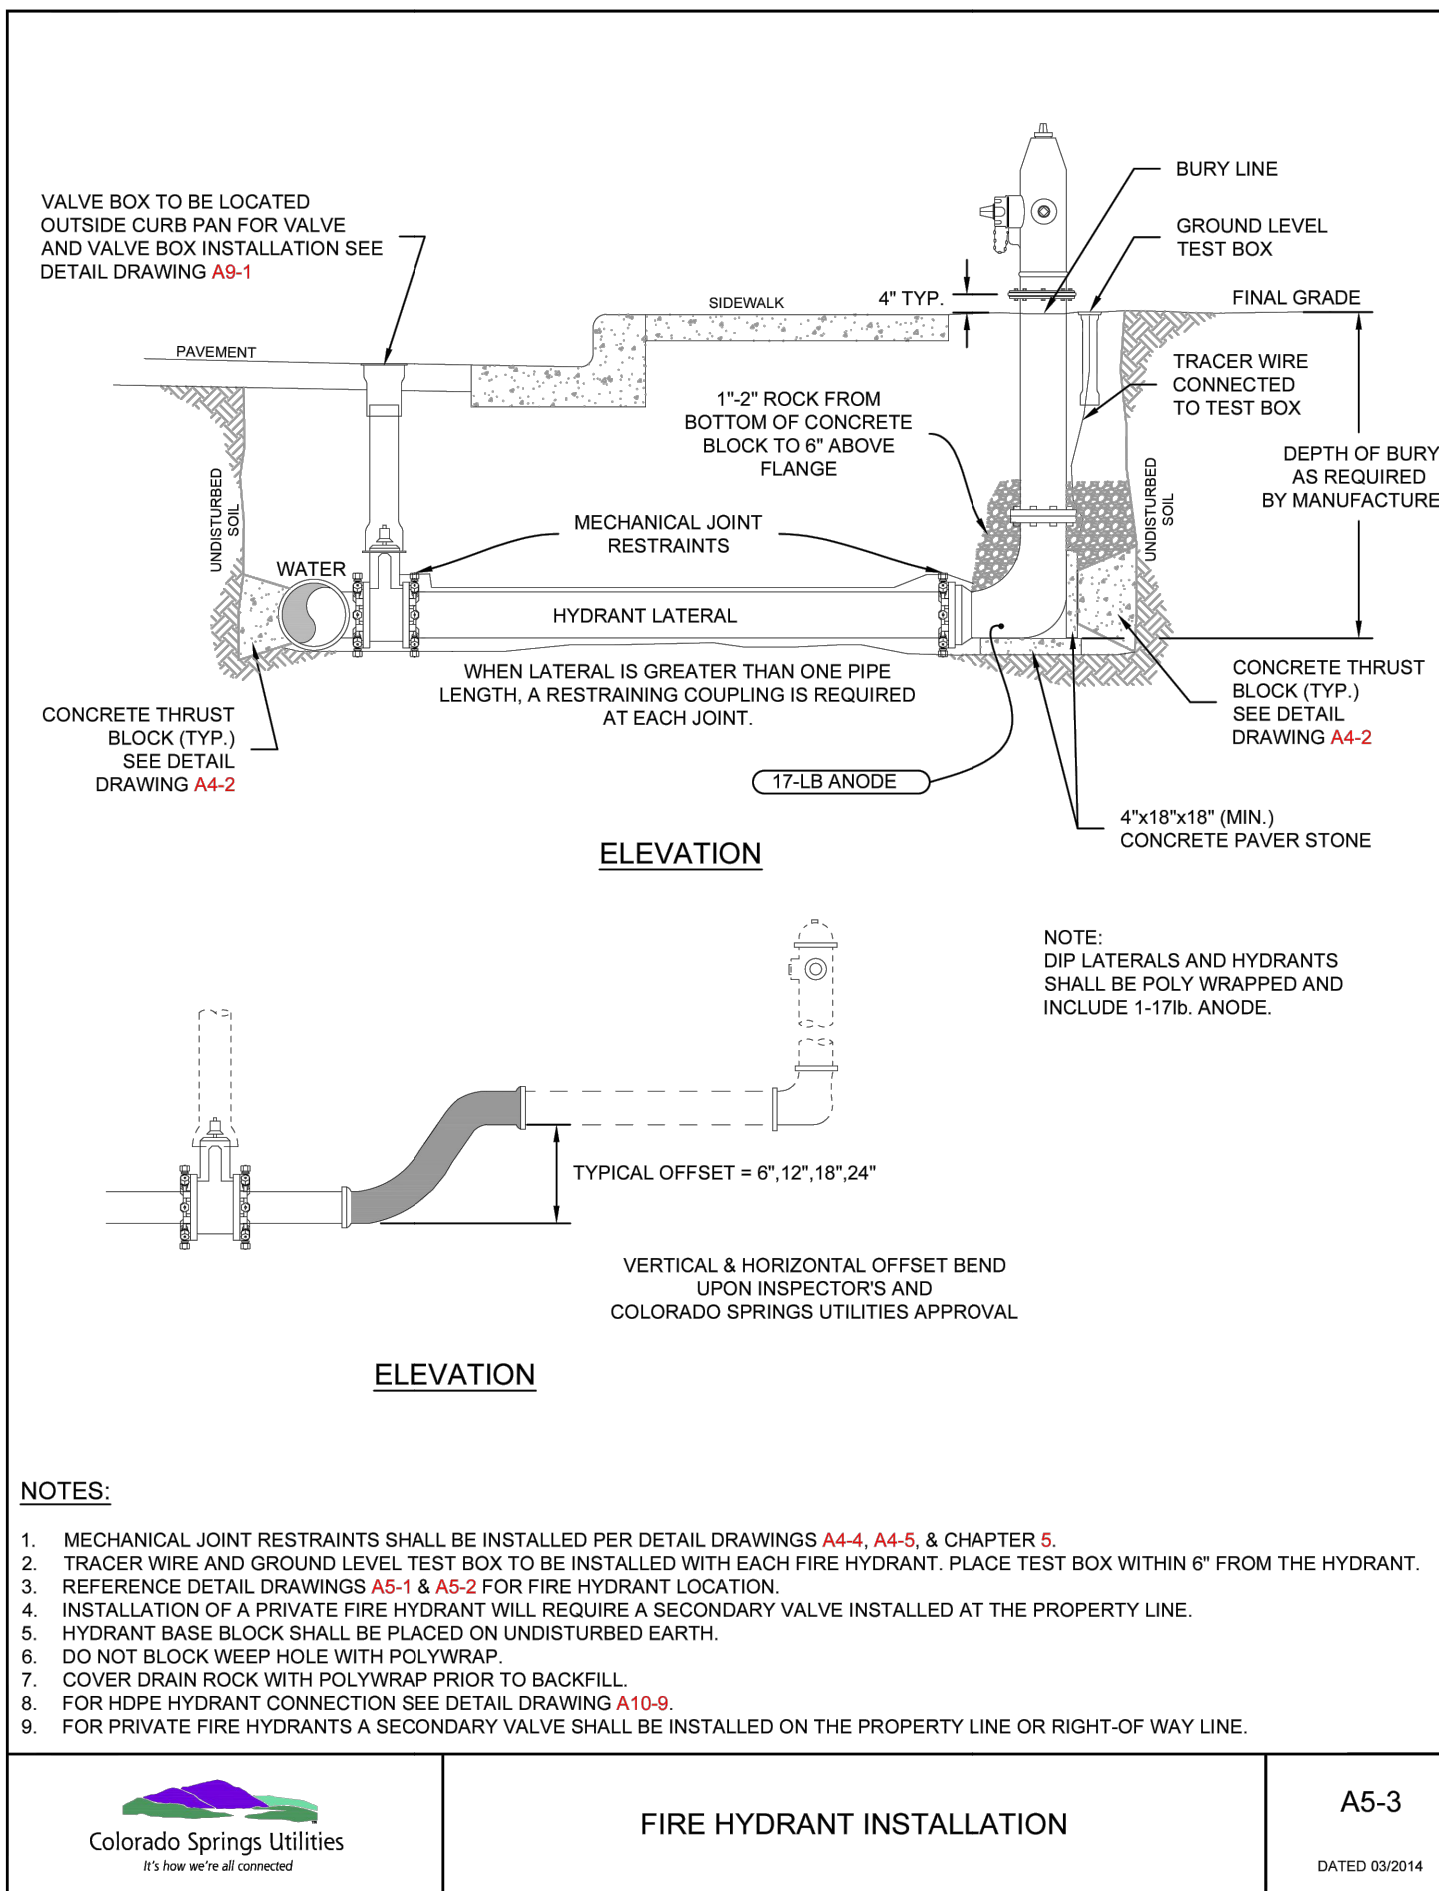 VALVE BOX TO BE LOCATED
OUTSIDE CURB PAN FOR VALVE
AND VALVE BOX INSTALLATION SEE
DETAIL DRAWING A9-1
BURY LINE
GROUND LEVEL
TEST BOX
4" TYP.
SIDEWALK
FINAL GRADE
PAVEMENT
TRACER WIRE
CONNECTED
TO TEST BOX
1"-2" ROCK FROM
BOTTOM OF CONCRETE
BLOCK TO 6" ABOVE
FLANGE
DEPTH OF BURY
AS REQUIRED
BY MANUFACTURE
UNDISTURBED
SOIL
UNDISTURBED
SOIL
MECHANICAL JOINT
RESTRAINTS
WATER
HYDRANT LATERAL
WHEN LATERAL IS GREATER THAN ONE PIPE
LENGTH, A RESTRAINING COUPLING IS REQUIRED
AT EACH JOINT.
CONCRETE THRUST
BLOCK (TYP.)
SEE DETAIL
DRAWING A4-2
CONCRETE THRUST
BLOCK (TYP.)
SEE DETAIL
DRAWING A4-2
17-LB ANODE
4"x18"x18" (MIN.)
CONCRETE PAVER STONE
ELEVATION
NOTE:
DIP LATERALS AND HYDRANTS
SHALL BE POLY WRAPPED AND
INCLUDE 1-17lb. ANODE.
TYPICAL OFFSET = 6",12",18",24"
VERTICAL & HORIZONTAL OFFSET BEND
UPON INSPECTOR'S AND
COLORADO SPRINGS UTILITIES APPROVAL
ELEVATION
NOTES:
1. MECHANICAL JOINT RESTRAINTS SHALL BE INSTALLED PER DETAIL DRAWINGS A4-4, A4-5, & CHAPTER 5.
2. TRACER WIRE AND GROUND LEVEL TEST BOX TO BE INSTALLED WITH EACH FIRE HYDRANT. PLACE TEST BOX WITHIN 6" FROM THE HYDRANT.
3. REFERENCE DETAIL DRAWINGS A5-1 & A5-2 FOR FIRE HYDRANT LOCATION.
4. INSTALLATION OF A PRIVATE FIRE HYDRANT WILL REQUIRE A SECONDARY VALVE INSTALLED AT THE PROPERTY LINE.
5. HYDRANT BASE BLOCK SHALL BE PLACED ON UNDISTURBED EARTH.
6. DO NOT BLOCK WEEP HOLE WITH POLYWRAP.
7. COVER DRAIN ROCK WITH POLYWRAP PRIOR TO BACKFILL.
8. FOR HDPE HYDRANT CONNECTION SEE DETAIL DRAWING A10-9.
9. FOR PRIVATE FIRE HYDRANTS A SECONDARY VALVE SHALL BE INSTALLED ON THE PROPERTY LINE OR RIGHT-OF WAY LINE.
Colorado Springs Utilities
It's how we're all connected
FIRE HYDRANT INSTALLATION
A5-3
DATED 03/2014